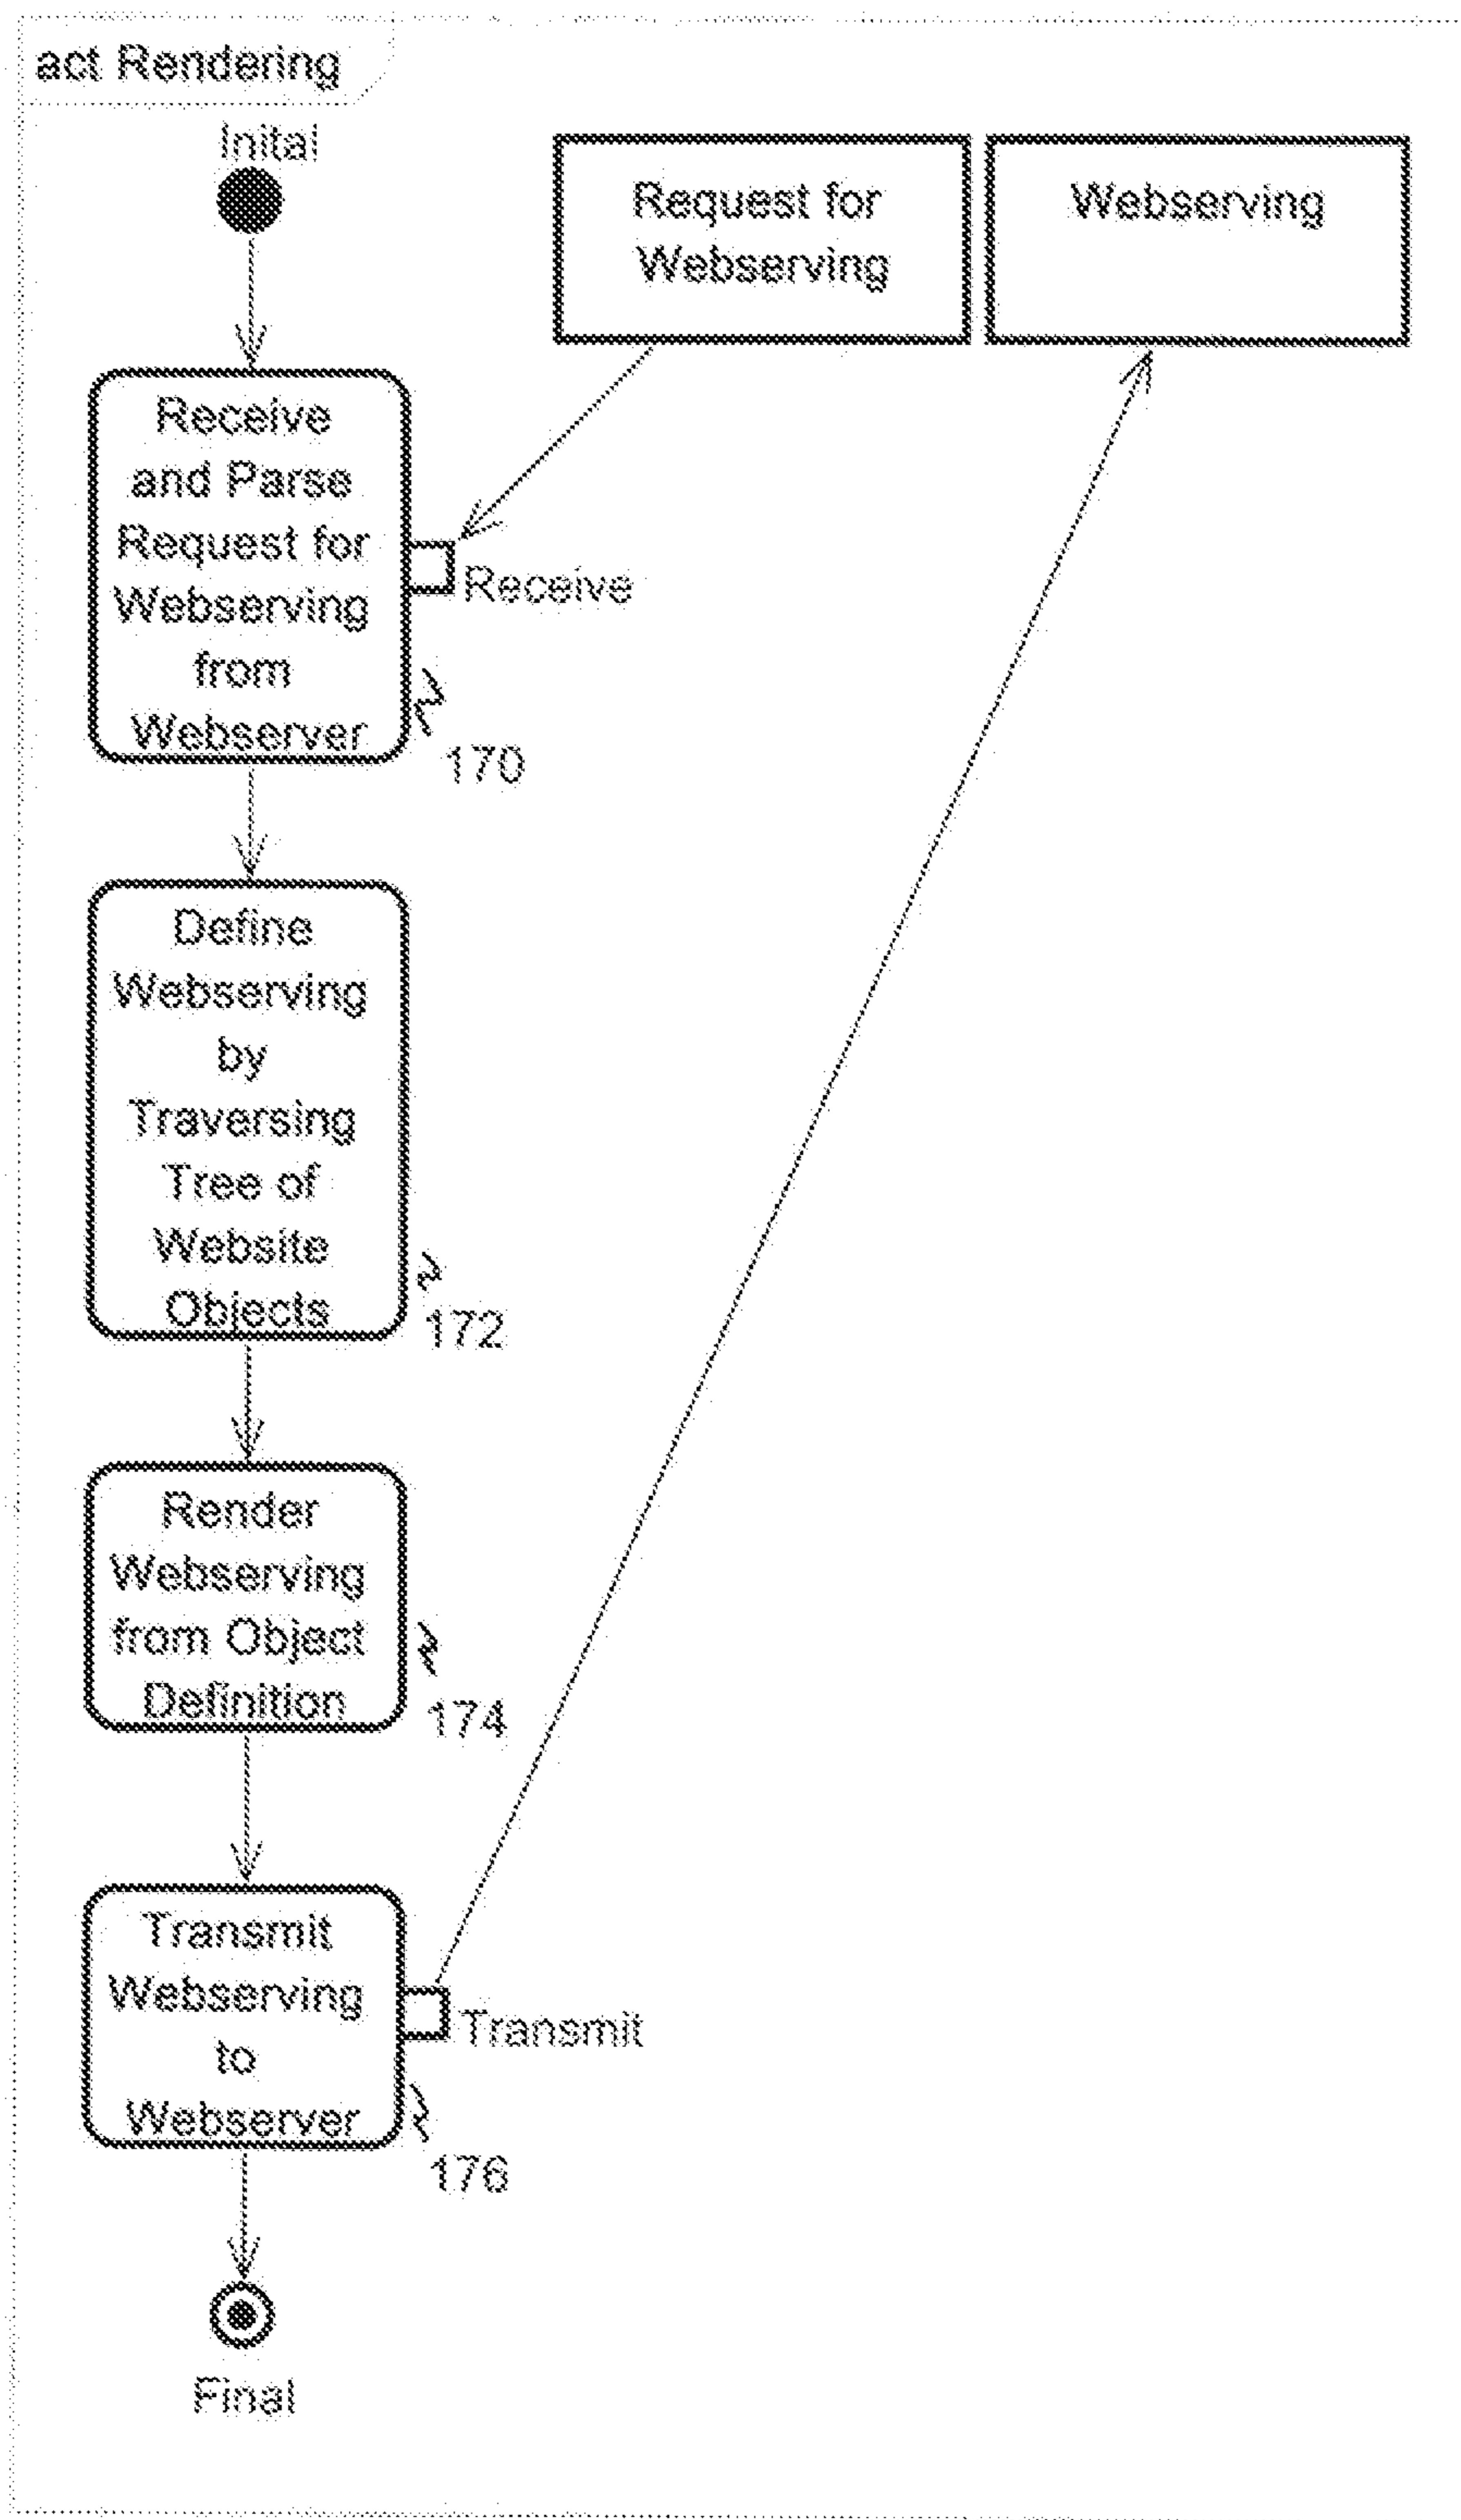 act Rendering
Inital
Request for
Webserving
Webserving
Receive
and Parse
Request for
Webserving
from
Webserver
Receive
170
Define
Webserving
by
Traversing
Tree of
Website
Objects
172
Render
Webserving
from Object
Definition
174
Transmit
Webserving
to
Webserver
Transmit
176
Final